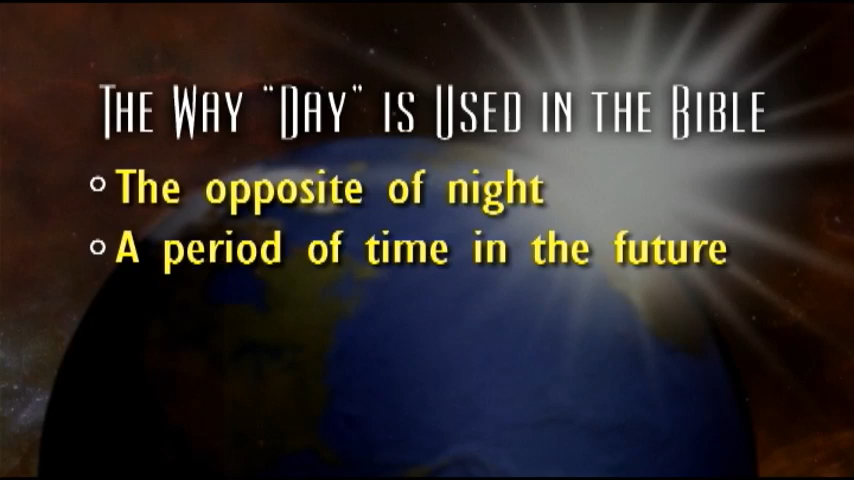 The Way "Day" is Used in the Bible
The opposite of night
A period of time in the future